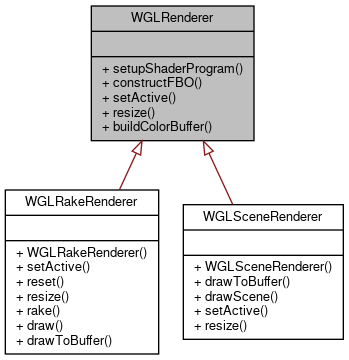 WGLRenderer
+ setupShaderProgram()
+ constructFBO()
+ setActive()
+ resize()
+ buildColorBuffer()
WGLRakeRenderer
+ WGLRakeRenderer()
+ setActive()
+ reset()
+ resize()
+ rake()
+ draw()
+ drawToBuffer()
WGLSceneRenderer
+ WGLSceneRenderer()
+ drawToBuffer()
+ drawScene()
+ setActive()
+ resize()